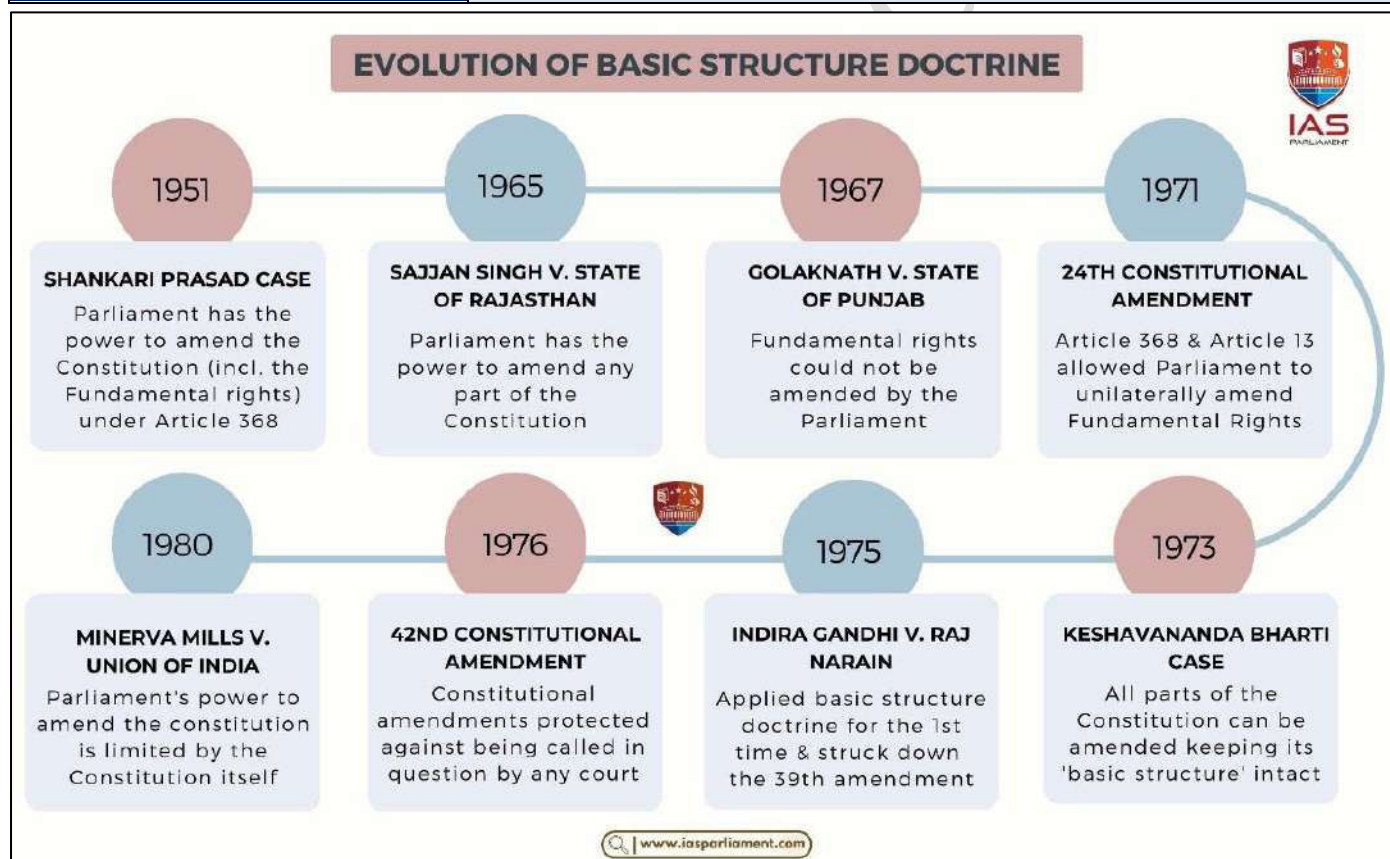 EVOLUTION OF BASIC STRUCTURE DOCTRINE
IAS
PARLIAMENT
1951
SHANKARI PRASAD CASE
Parliament has the
power to amend the
Constitution (incl. the
Fundamental rights)
under Article 368
1965
SAJJAN SINGH V. STATE
OF RAJASTHAN
Parliament has the
power to amend any
part of the
Constitution
1967
GOLAKNATH V. STATE
OF PUNJAB
Fundamental rights
could not be
amended by the
Parliament
1971
24TH CONSTITUTIONAL
AMENDMENT
Article 368 & Article 13
allowed Parliament to
unilaterally amend
Fundamental Rights
1980
MINERVA MILLS V.
UNION OF INDIA
Parliament's power to
amend the constitution
is limited by the
Constitution itself
1976
42ND CONSTITUTIONAL
AMENDMENT
Constitutional
amendments protected
against being called in
question by any court
1975
INDIRA GANDHI V. RAJ
NARAIN
Applied basic structure
doctrine for the 1st
time & struck down
the 39th amendment
1973
KESHAVANANDA BHARTI
CASE
All parts of the
Constitution can be
amended keeping its
'basic structure' intact
www.iasparliament.com